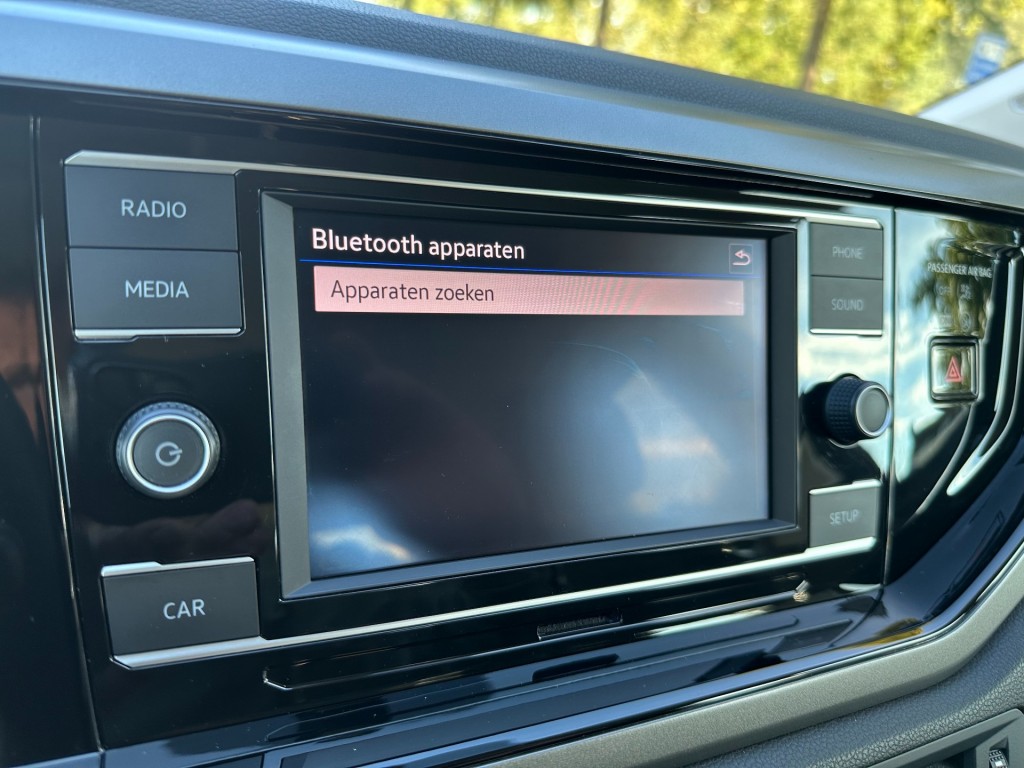 RADIO
MEDIA
CAR
Bluetooth apparaten
Apparaten zoeken
PHONE
SOUND
SETUP
PASSENGER AIR BAG